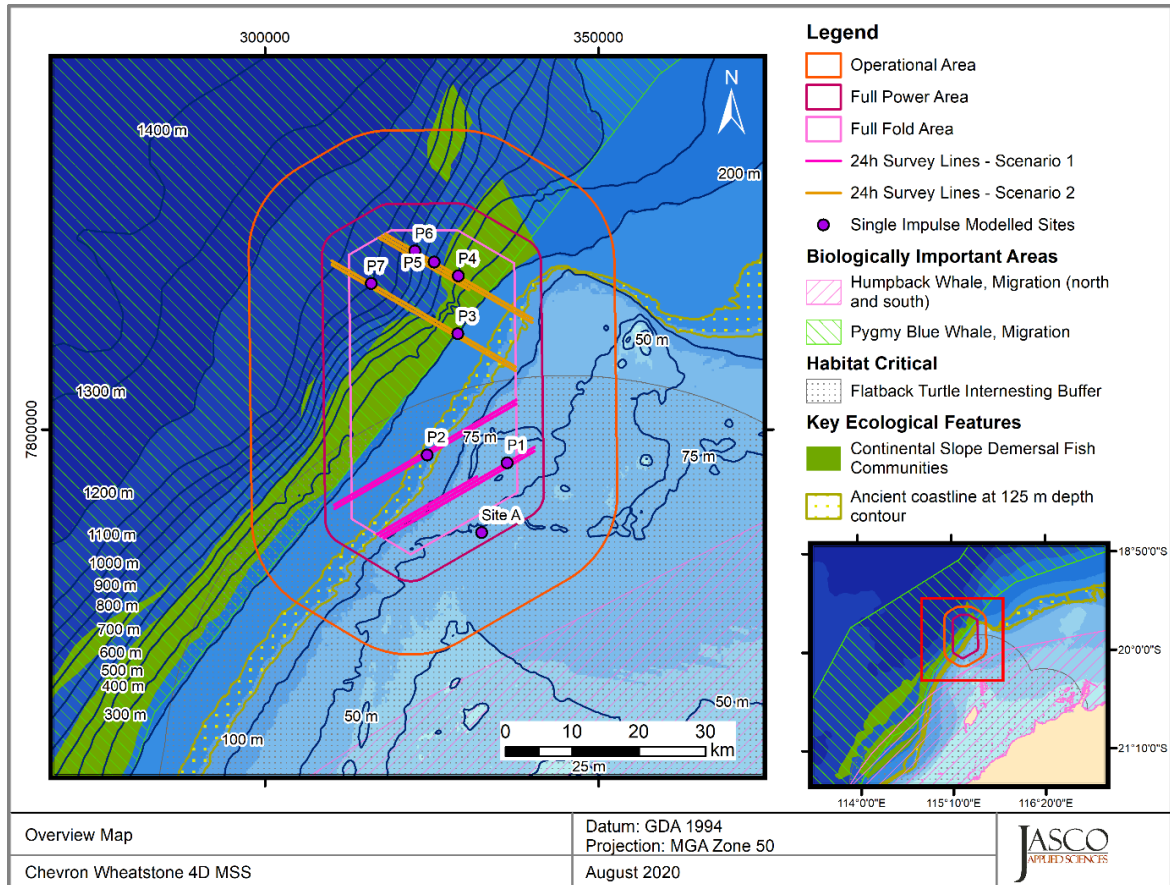 300000
350000
1400 m
N
200 m
P6
P5
P4
P7
P3
50 m
1300 m
7800000
75 m
P2
P1
75 m
1200 m
Site A
1100 m
1000 m
900 m
800 m
700 m
600 m
500 m
400 m
300 m
100 m
50 m
50 m
0 10 20 30
km
25 m
Legend
Operational Area
Full Power Area
Full Fold Area
24h Survey Lines - Scenario 1
24h Survey Lines - Scenario 2
Single Impulse Modelled Sites
Biologically Important Areas
Humpback Whale, Migration (north
and south)
Pygmy Blue Whale, Migration
Habitat Critical
Flatback Turtle Internesting Buffer
Key Ecological Features
Continental Slope Demersal Fish
Communities
Ancient coastline at 125 m depth
contour
18°50'0"S
20°0'0"S
21°10'0"S
114°0'0"E
115°10'0"E
116°20'0"E
Overview Map
Datum: GDA 1994
Projection: MGA Zone 50
Chevron Wheatstone 4D MSS
August 2020
JASCO
APPLIED SCIENCES